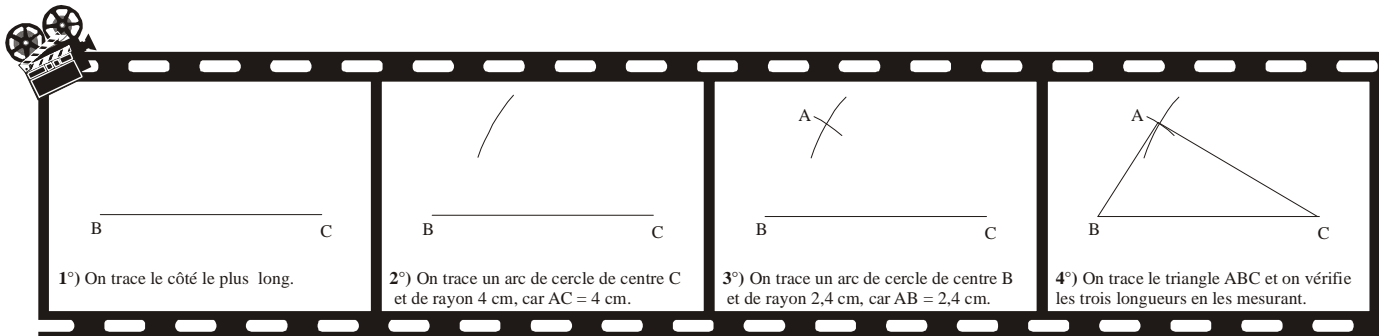 B
C
1°) On trace le côté le plus long.
B
C
2°) On trace un arc de cercle de centre C
et de rayon 4 cm, car AC = 4 cm.
A
B
C
3°) On trace un arc de cercle de centre B
et de rayon 2,4 cm, car AB = 2,4 cm.
A
B
C
4°) On trace le triangle ABC et on vérifie
les trois longueurs en les mesurant.